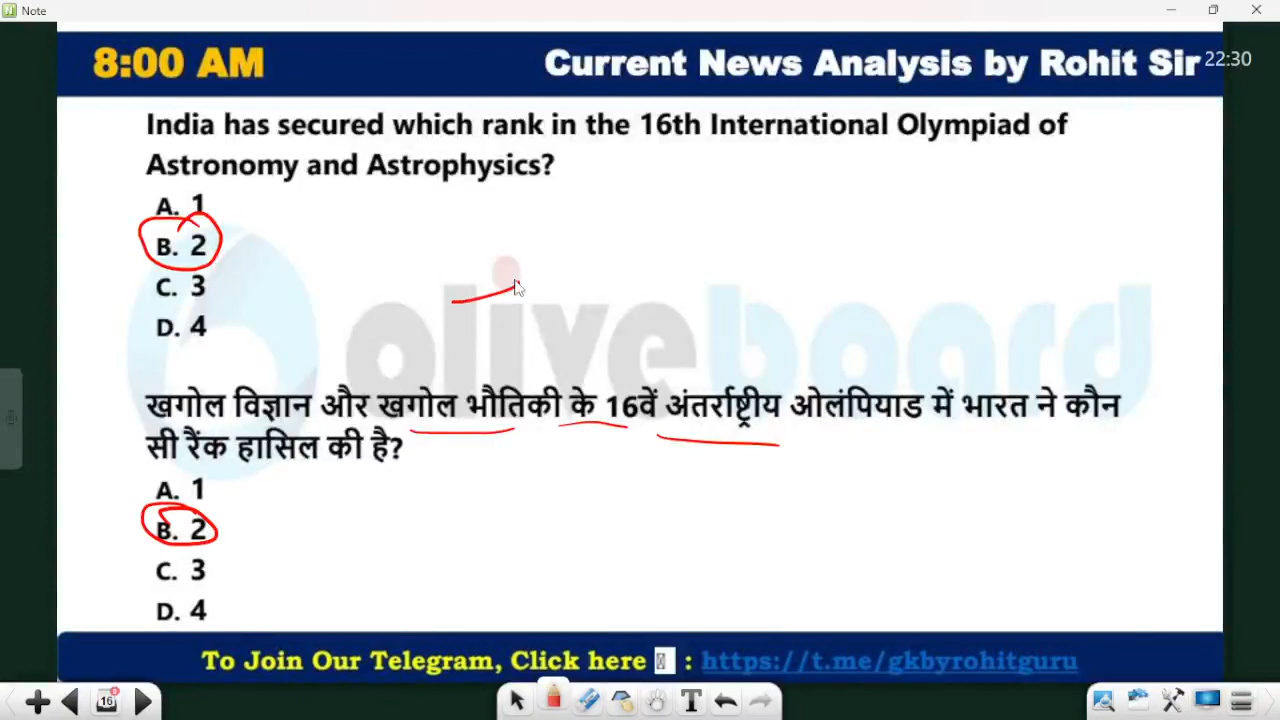 Note
8:00 AM
Current News Analysis by Rohit Sir
22:30
India has secured which rank in the 16th International Olympiad of
Astronomy and Astrophysics?
A. 1
B. 2
C. 3
D. 4
oliveboard
खगोल विज्ञान और खगोल भौतिकी के 16वें अंतर्राष्ट्रीय ओलंपियाड में भारत ने कौन
सी रैंक हासिल की है?
A. 1
B. 2
C. 3
D. 4
To Join Our Telegram, Click here : https://t.me/gkbyrohitguru
16
T